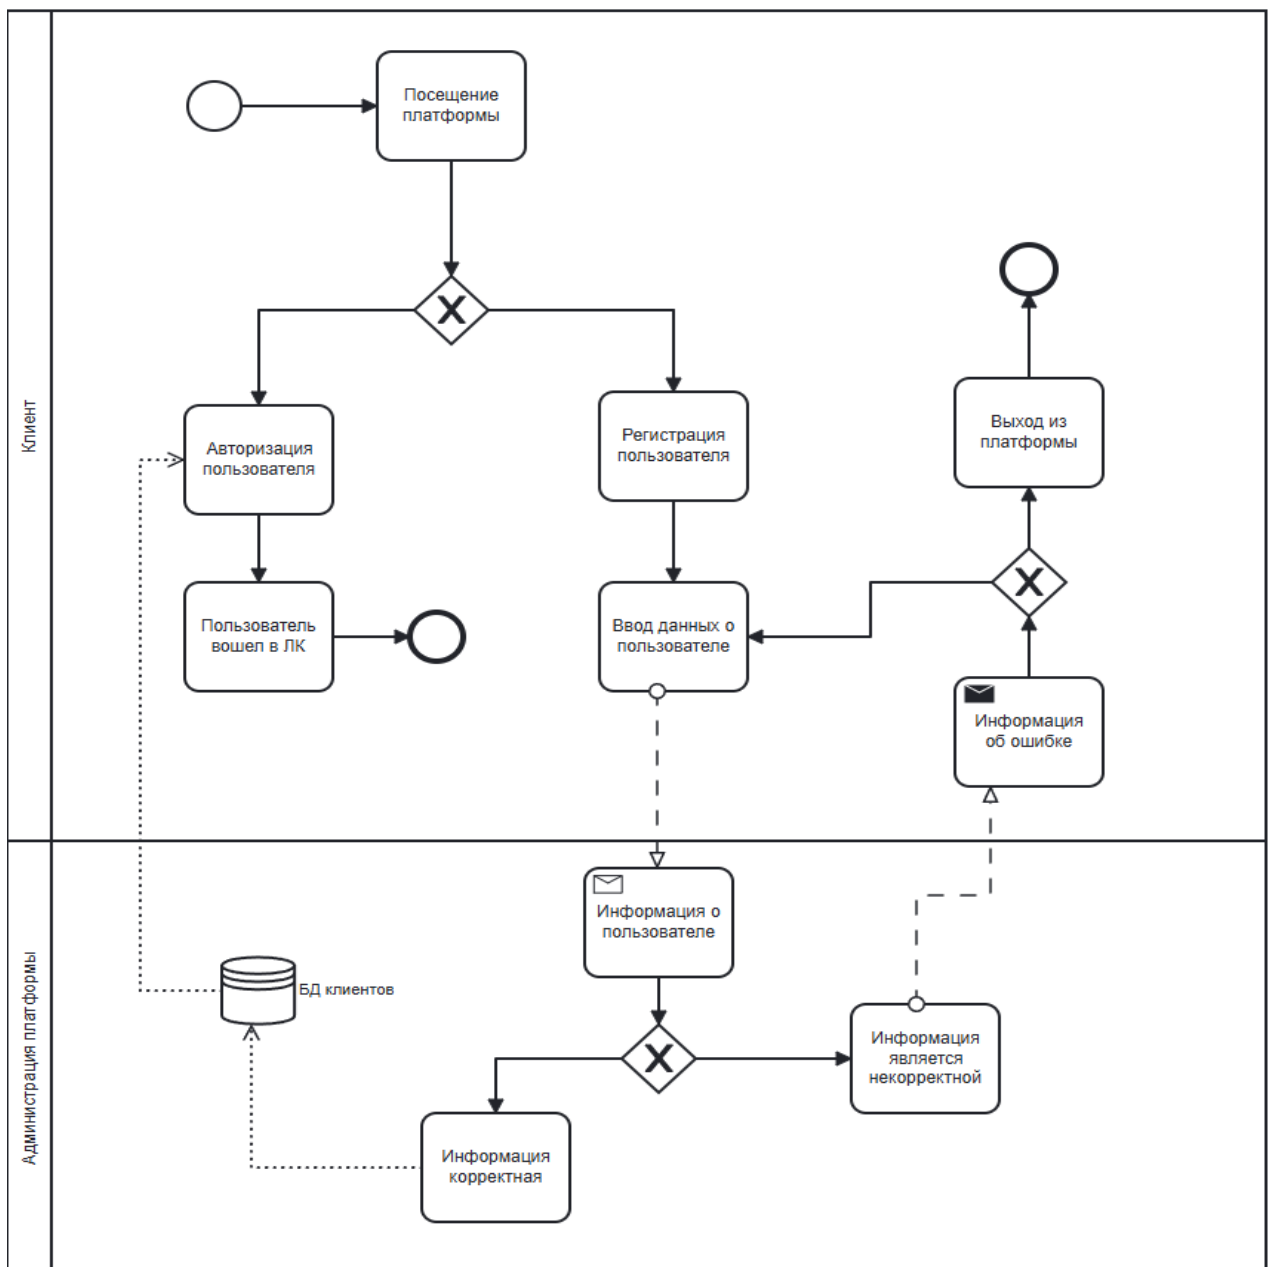 Клиент
Посещение
платформы
Авторизация
пользователя
Регистрация
пользователя
Выход из
платформы
Пользователь
вошел в ЛК
Ввод данных о
пользователе
Информация
об ошибке
Администрация платформы
Информация о
пользователе
БД клиентов
Информация
является
некорректной
Информация
корректная